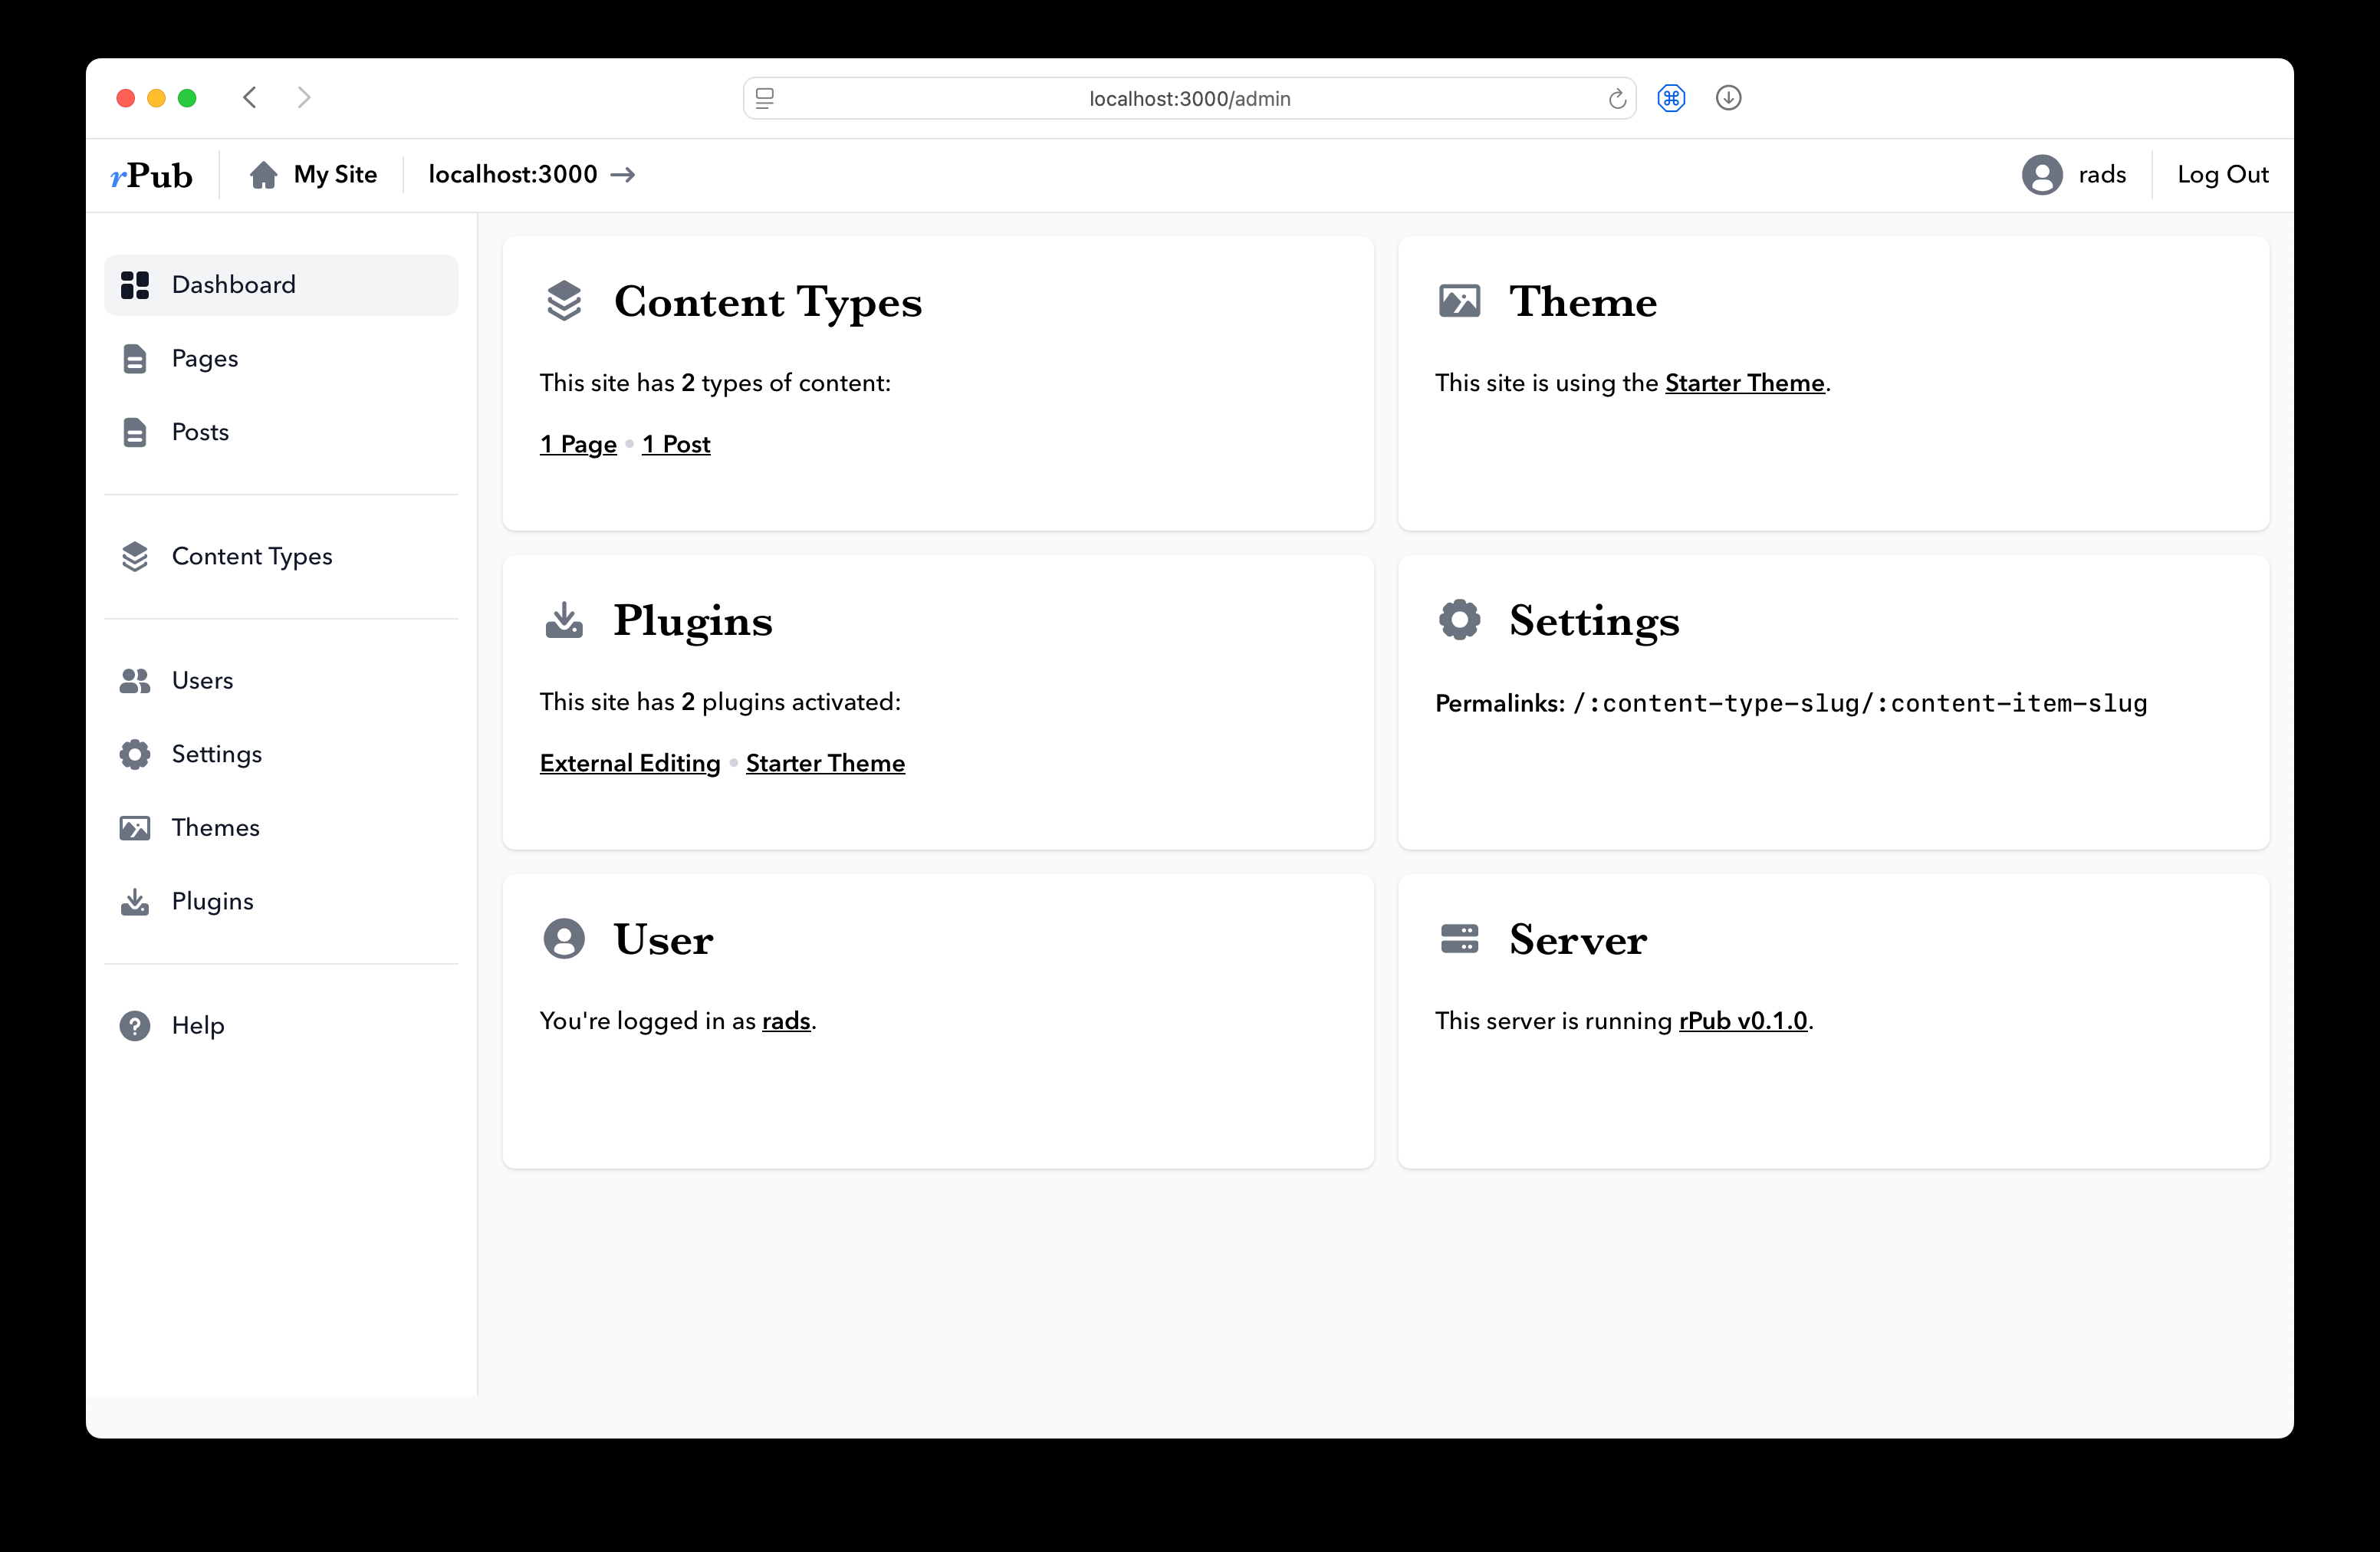 localhost:3000/admin
rPub
My Site
localhost:3000 →
rads
Log Out
Dashboard
Pages
Posts
Content Types
Users
Settings
Themes
Plugins
Help
Content Types
This site has 2 types of content:
1 Page • 1 Post
Theme
This site is using the Starter Theme.
Plugins
This site has 2 plugins activated:
External Editing • Starter Theme
Settings
Permalinks: /:content-type-slug/:content-item-slug
User
You're logged in as rads.
Server
This server is running rPub v0.1.0.